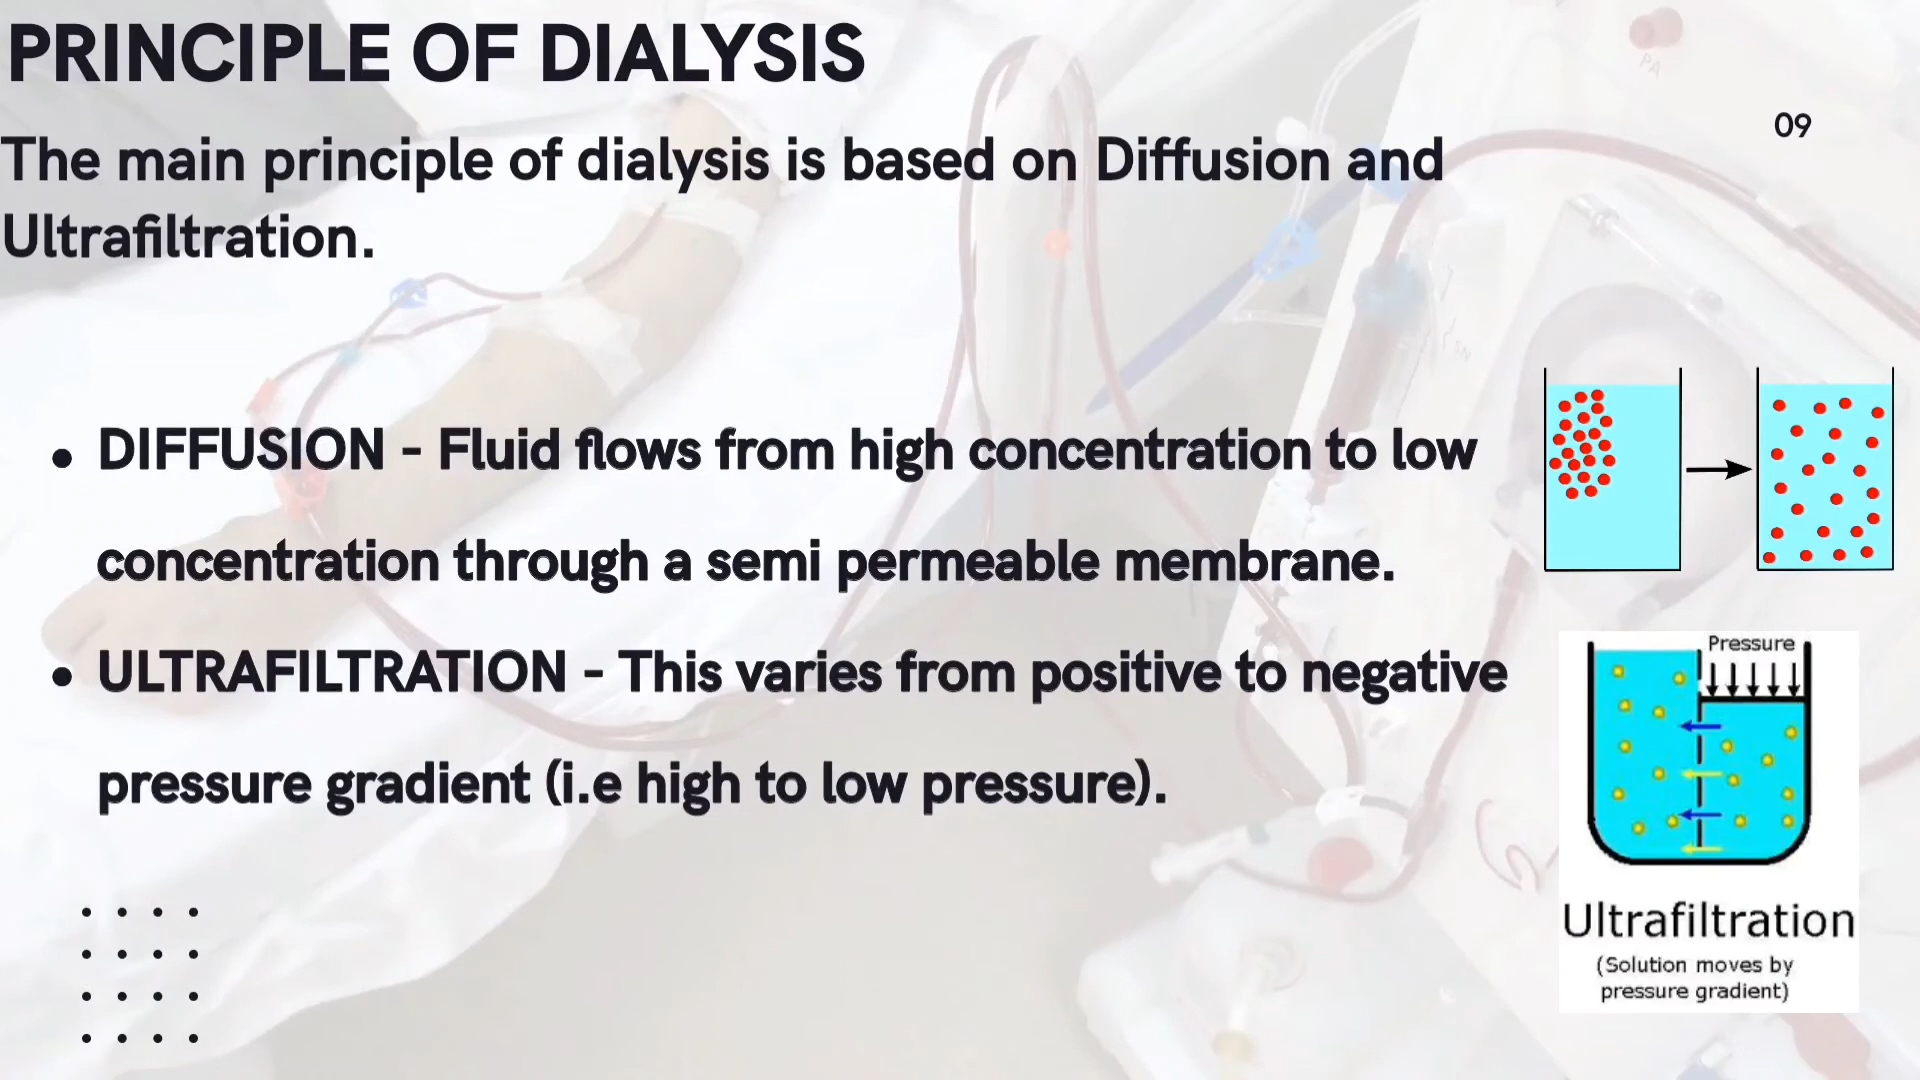 PRINCIPLE OF DIALYSIS
09
The main principle of dialysis is based on Diffusion and
Ultrafiltration.
• DIFFUSION - Fluid flows from high concentration to low
concentration through a semi permeable membrane.
• ULTRAFILTRATION - This varies from positive to negative
pressure gradient (i.e high to low pressure).
Pressure
Ultrafiltration
(Solution moves by
pressure gradient)
PA
SN